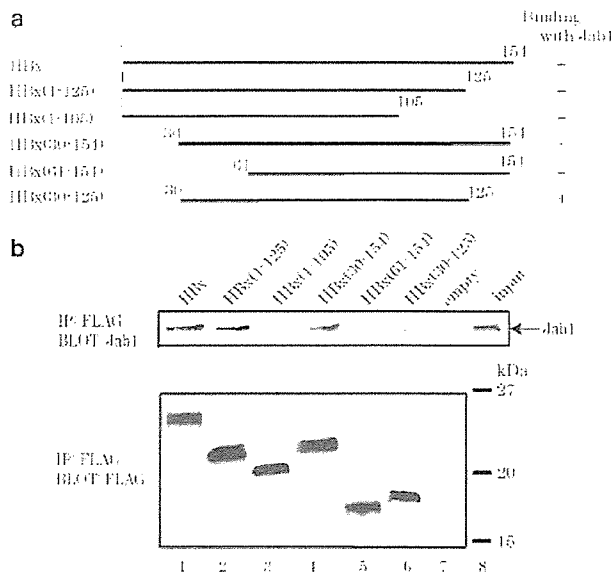 a
Binding
with Jab1
HBx
154
HBx(1-125)
125
HBx(1-105)
105
HBx(30-154)
30
154
HBx(61-154)
61
154
HBx(30-125)
30
125
+
b
HBx
HBx(1-125)
HBx(1-105)
HBx(30-154)
HBx(61-154)
HBx(30-125)
empty
input
IP: FLAG
BLOT: Jab1
Jab1
kDa
27
IP: FLAG
BLOT: FLAG
20
15
1 2 3 4 5 6 7 8